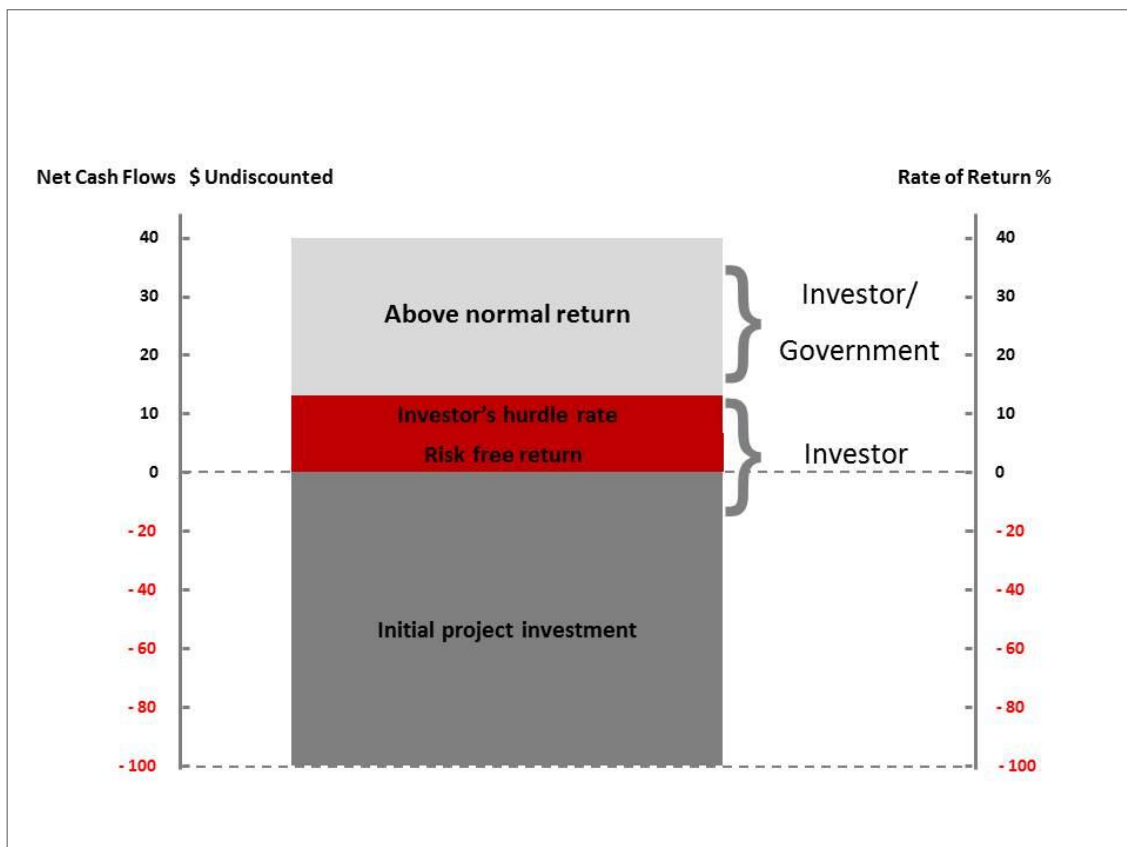 Net Cash Flows $ Undiscounted
Rate of Return %
40
40
30
30
20
20
10
10
0
0
- 20
- 20
- 40
- 40
- 60
- 60
- 80
- 80
- 100
- 100
Above normal return
Investor's hurdle rate
Risk free return
Initial project investment
Investor/
Government
Investor